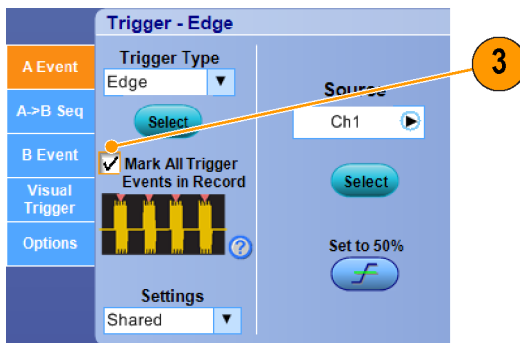 Trigger - Edge
A Event
A->B Seq
B Event
Visual
Trigger
Options
Trigger Type
Edge
Select
Mark All Trigger
Events in Record
?
Settings
Shared
Source
Ch1
Select
Set to 50%
3